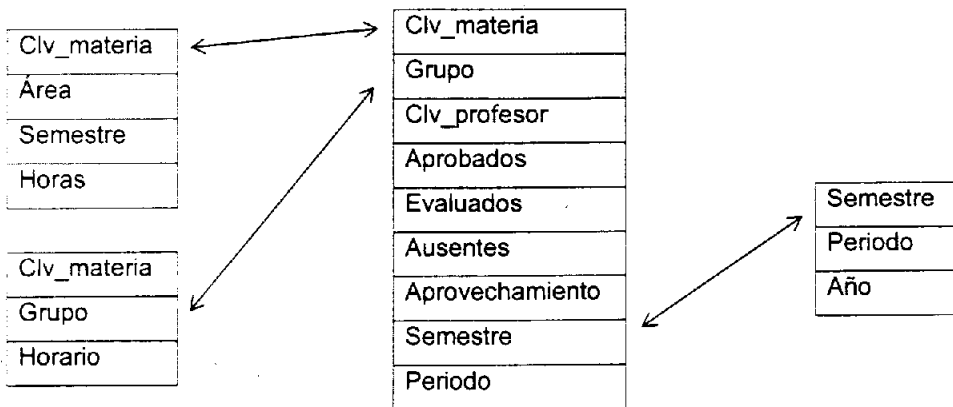 Clv_materia
Área
Semestre
Horas
Clv_materia
Grupo
Horario
Clv_materia
Grupo
Clv_profesor
Aprobados
Evaluados
Ausentes
Aprovechamiento
Semestre
Periodo
Semestre
Periodo
Año